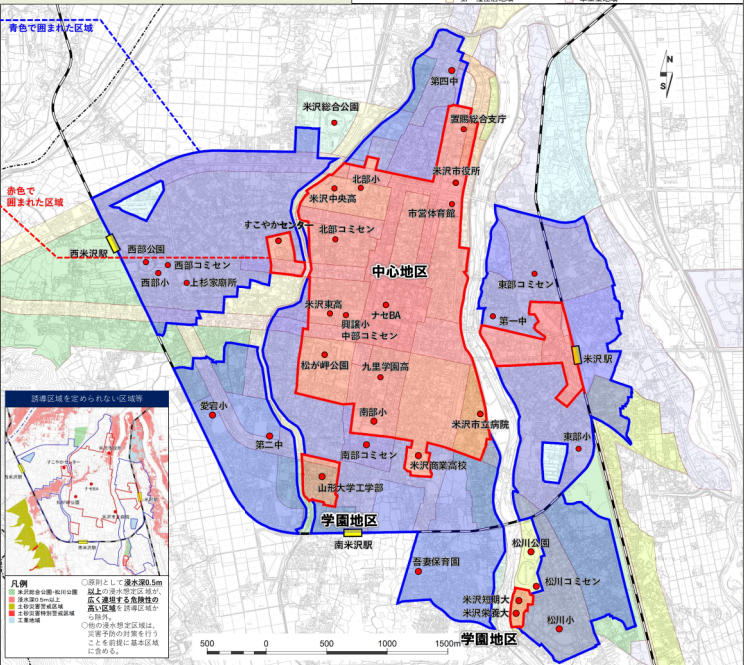 青色で囲まれた区域
赤色で
囲まれた区域
N
S
第四中
米沢総合公園
置賜総合支庁
米沢市役所
北部小
米沢中央高
市営体育館
すこやかセンター
北部コミセン
中心地区
西米沢駅
西部公園
西部コミセン
西部小
上杉家廟所
東部コミセン
米沢東高
ナセBA
興譲小
中部コミセン
第一中
米沢駅
松が岬公園
九里学園高
愛宕小
南部小
米沢市立病院
第二中
南部コミセン
米沢商業高校
東部小
山形大学工学部
学園地区
南米沢駅
松川公園
吾妻保育園
松川コミセン
米沢短期大
米沢栄養大
松川小
学園地区
500
0
500
1000
1500m
誘導区域を定められない区域等
すこやかセンター
ナセBA
南米沢駅
凡例
米沢総合公園・松川公園
浸水深0.5m以上
土砂災害警戒区域
土砂災害特別警戒区域
工業地域
○原則として浸水深0.5m
以上の浸水想定区域が、
広く連坦する危険性の
高い区域を誘導区域か
ら除外。
○他の浸水想定区域は、
災害予防の対策を行う
ことを前提に基本区域
に含める。